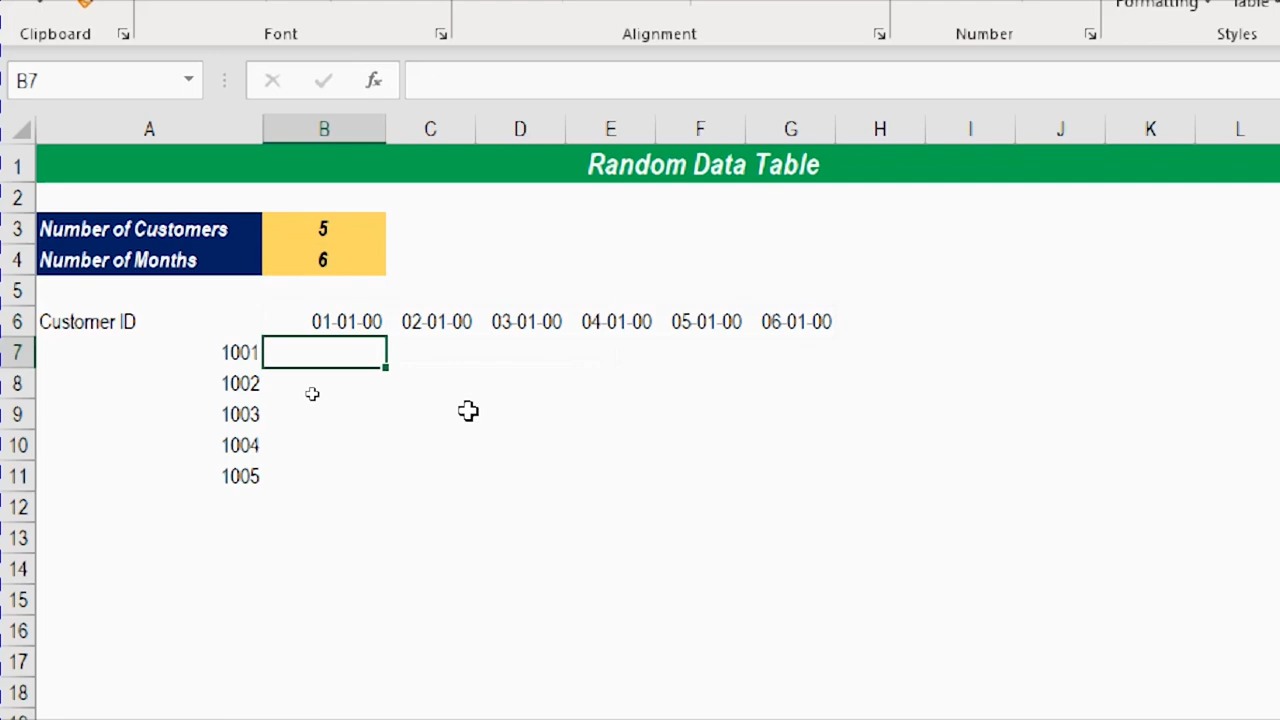 Formatting Table
Clipboard Font Alignment Number Styles
B7 fx
A B C D E F G H I J K L
1 Random Data Table
2
3 Number of Customers 5
4 Number of Months 6
5
6 Customer ID 01-01-00 02-01-00 03-01-00 04-01-00 05-01-00 06-01-00
7 1001
8 1002
9 1003
10 1004
11 1005
12
13
14
15
16
17
18